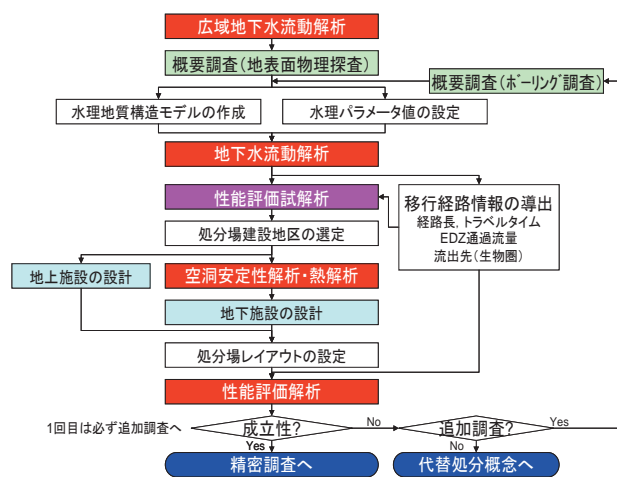 広域地下水流動解析
概要調査(地表面物理探査)
概要調査(ﾎﾞｰﾘﾝｸﾞ調査)
水理地質構造モデルの作成
水理パラメータ値の設定
地下水流動解析
性能評価試解析
移行経路情報の導出
経路長, トラベルタイム
EDZ通過流量
流出先(生物圏)
処分場建設地区の選定
地上施設の設計
空洞安定性解析・熱解析
地下施設の設計
処分場レイアウトの設定
性能評価解析
1回目は必ず追加調査へ
成立性?
No
追加調査?
Yes
Yes
No
精密調査へ
代替処分概念へ